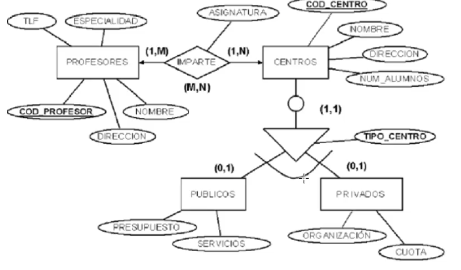 ASIGNATURA
COD_CENTRO
TLF
ESPECIALIDAD
NOMBRE
(1,M)
(1,N)
PROFESORES
IMPARTE
CENTROS
DIRECCION
(M,N)
NUM_ALUMNOS
COD_PROFESOR
NOMBRE
(1,1)
DIRECCION
TIPO_CENTRO
(0,1)
(0,1)
PUBLICOS
PRIVADOS
PRESUPUESTO
ORGANIZACIÓN
SERVICIOS
CUOTA